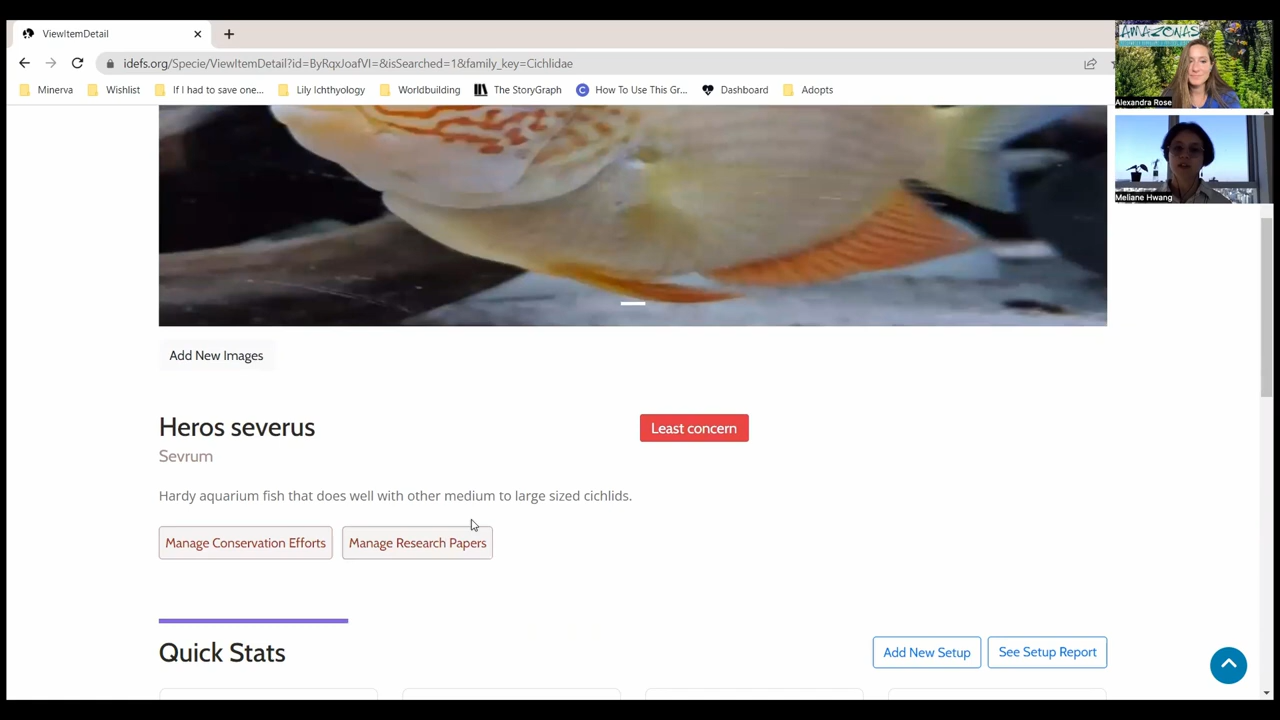 ViewItemDetail
idefs.org/Specie/ViewItemDetail?id=ByRqxJoafVI=&isSearched=1&family_key=Cichlidae
Minerva Wishlist If I had to save one... Lily Ichthyology Worldbuilding The StoryGraph How To Use This Gr... Dashboard Adopts
AMAZONAS
Alexandra Rose
Meliane Hwang
Add New Images
Heros severus
Least concern
Sevrum
Hardy aquarium fish that does well with other medium to large sized cichlids.
Manage Conservation Efforts Manage Research Papers
Quick Stats
Add New Setup See Setup Report